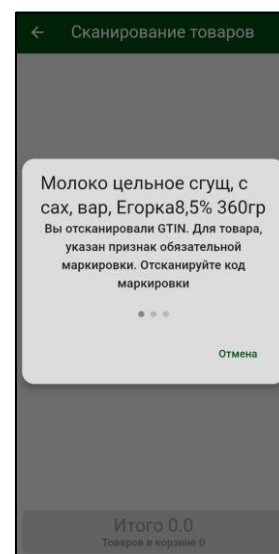 Сканирование товаров
Молоко цельное сгущ, с
сах, вар, Егорка8,5% 360гр
Вы отсканировали GTIN. Для товара,
указан признак обязательной
маркировки. Отсканируйте код
маркировки
Отмена
Итого 0.0
Товаров в корзине 0